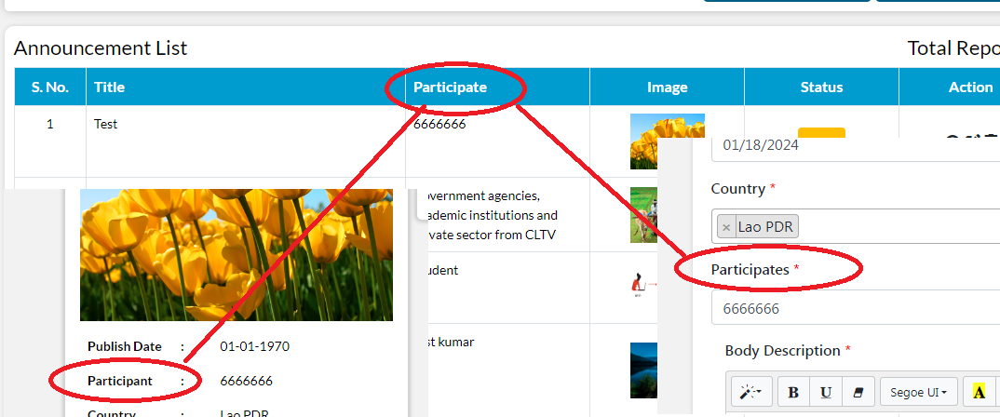 Announcement List
Total Repo
S. No.
Title
Participate
Image
Status
Action
1
Test
6666666
01/18/2024
Country *
× Lao PDR
Participates *
6666666
Body Description *
B U Segoe UI A
vernment agencies,
ademic institutions and
vate sector from CLTV
udent
st kumar
Publish Date : 01-01-1970
Participant : 6666666
Country : Lao PDR